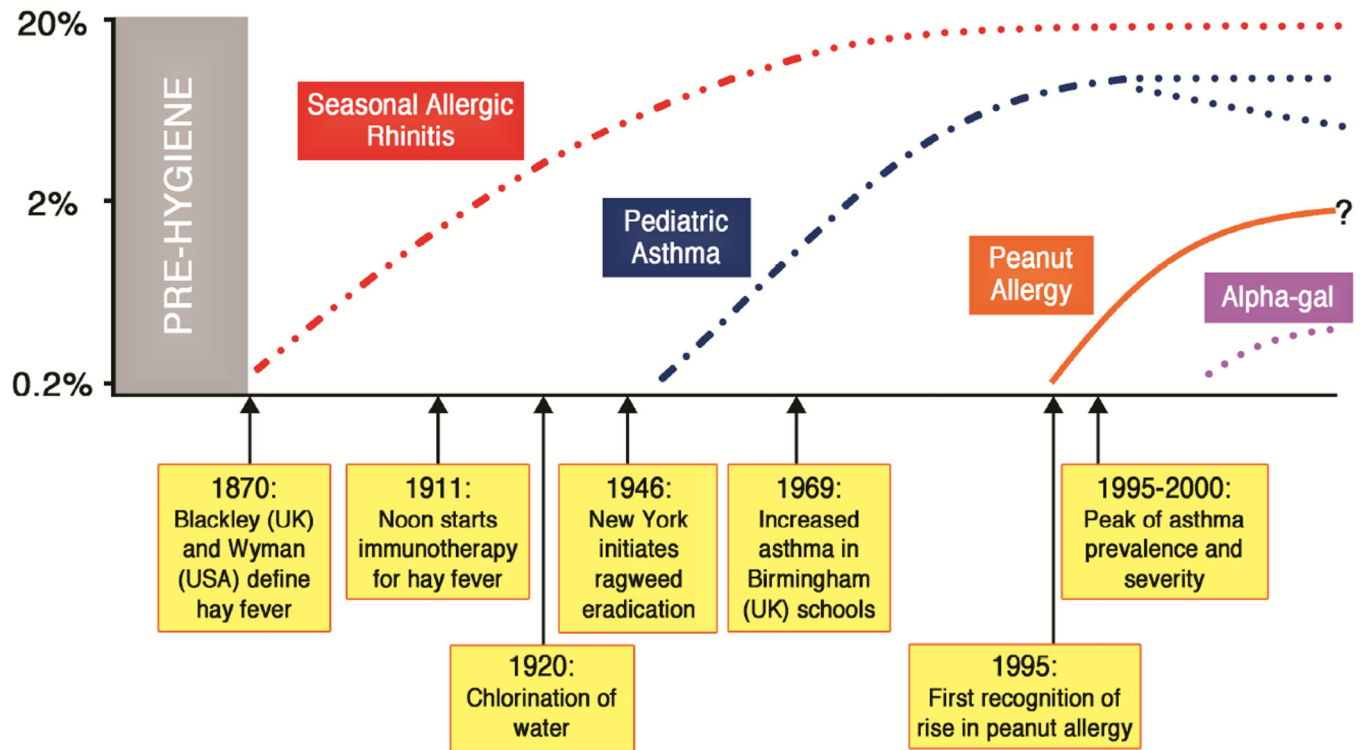 20%
2%
0.2%
PRE-HYGIENE
Seasonal Allergic
Rhinitis
Pediatric
Asthma
Peanut
Allergy
Alpha-gal
?
1870:
Blackley (UK)
and Wyman
(USA) define
hay fever
1911:
Noon starts
immunotherapy
for hay fever
1920:
Chlorination of
water
1946:
New York
initiates
ragweed
eradication
1969:
Increased
asthma in
Birmingham
(UK) schools
1995:
First recognition of
rise in peanut allergy
1995-2000:
Peak of asthma
prevalence and
severity